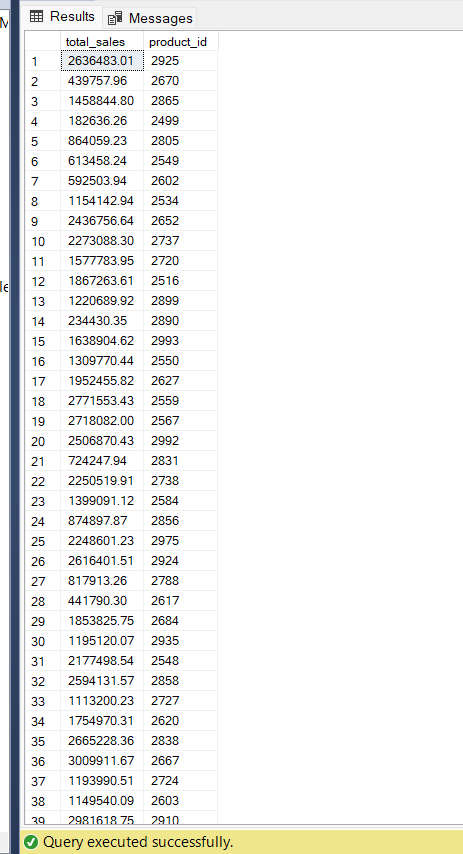 Results Messages
total_sales product_id
1 2636483.01 2925
2 439757.96 2670
3 1458844.80 2865
4 182636.26 2499
5 864059.23 2805
6 613458.24 2549
7 592503.94 2602
8 1154142.94 2534
9 2436756.64 2652
10 2273088.30 2737
11 1577783.95 2720
12 1867263.61 2516
13 1220689.92 2899
14 234430.35 2890
15 1638904.62 2993
16 1309770.44 2550
17 1952455.82 2627
18 2771553.43 2559
19 2718082.00 2567
20 2506870.43 2992
21 724247.94 2831
22 2250519.91 2738
23 1399091.12 2584
24 874897.87 2856
25 2248601.23 2975
26 2616401.51 2924
27 817913.26 2788
28 441790.30 2617
29 1853825.75 2684
30 1195120.07 2935
31 2177498.54 2548
32 2594131.57 2858
33 1113200.23 2727
34 1754970.31 2620
35 2665228.36 2838
36 3009911.67 2667
37 1193990.51 2724
38 1149540.09 2603
39 2981618.75 2910
Query executed successfully.